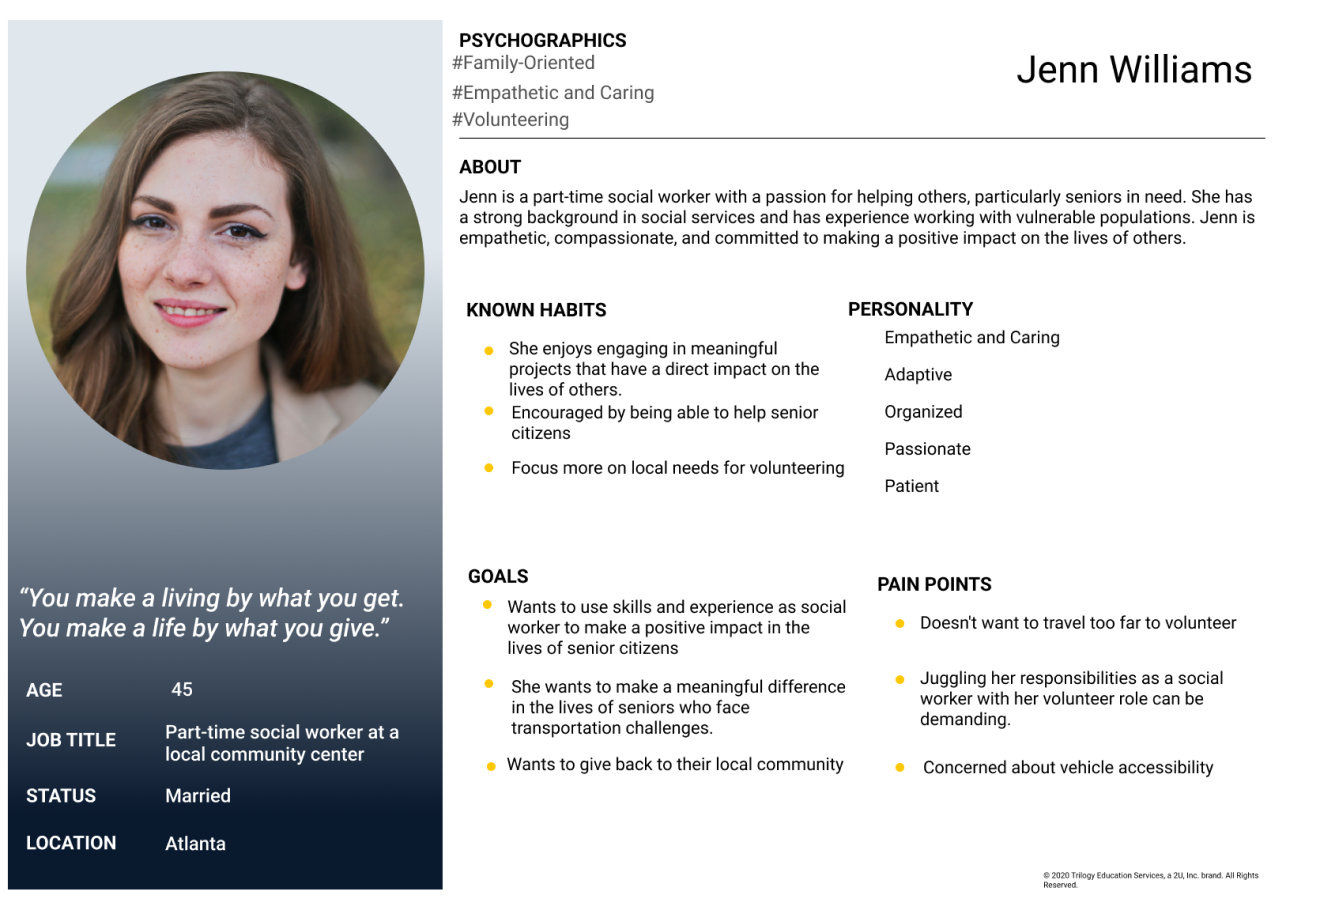 PSYCHOGRAPHICS
#Family-Oriented
#Empathetic and Caring
#Volunteering
Jenn Williams
ABOUT
Jenn is a part-time social worker with a passion for helping others, particularly seniors in need. She has
a strong background in social services and has experience working with vulnerable populations. Jenn is
empathetic, compassionate, and committed to making a positive impact on the lives of others.
KNOWN HABITS
She enjoys engaging in meaningful
projects that have a direct impact on the
lives of others.
Encouraged by being able to help senior
citizens
Focus more on local needs for volunteering
PERSONALITY
Empathetic and Caring
Adaptive
Organized
Passionate
Patient
“You make a living by what you get.
You make a life by what you give.”
AGE 45
JOB TITLE Part-time social worker at a
local community center
STATUS Married
LOCATION Atlanta
GOALS
Wants to use skills and experience as social
worker to make a positive impact in the
lives of senior citizens
She wants to make a meaningful difference
in the lives of seniors who face
transportation challenges.
Wants to give back to their local community
PAIN POINTS
Doesn't want to travel too far to volunteer
Juggling her responsibilities as a social
worker with her volunteer role can be
demanding.
Concerned about vehicle accessibility
© 2020 Trilogy Education Services, a 2U, Inc. brand. All Rights
Reserved.